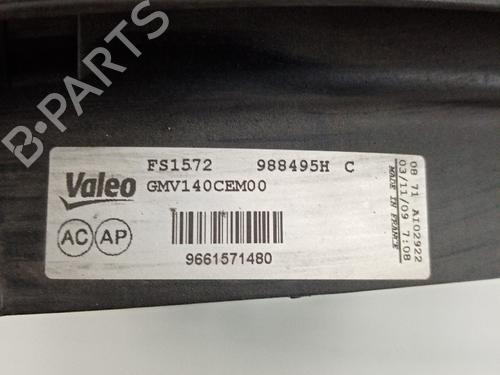 B-PARTS
FS1572 988495H C
Valeo
GMV140CEM00
AC AP
9661571480
08 71 AI02922
03/11/09 7:08
MADE IN FRANCE